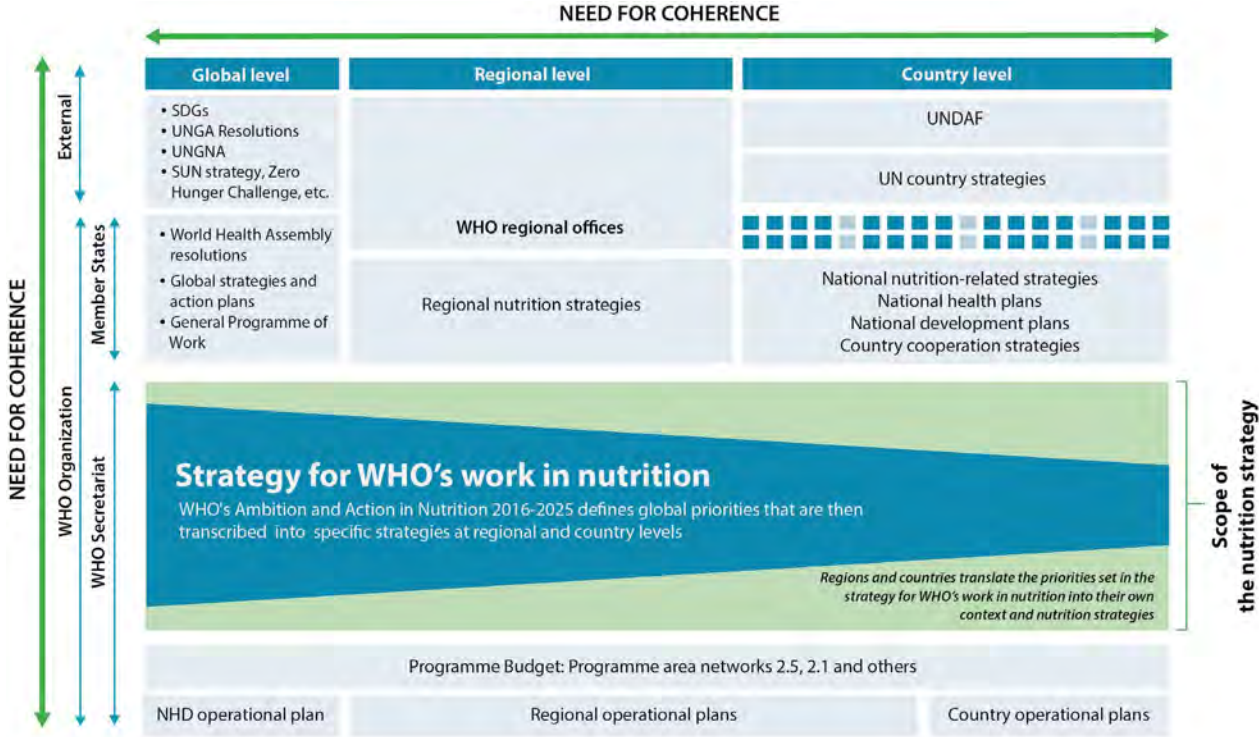 NEED FOR COHERENCE
NEED FOR COHERENCE
External
WHO Organization
Member States
WHO Secretariat
Global level
Regional level
Country level
• SDGs
• UNGA Resolutions
• UNGNA
• SUN strategy, Zero
Hunger Challenge, etc.
UNDAF
UN country strategies
WHO regional offices
• World Health Assembly
resolutions
• Global strategies and
action plans
• General Programme of
Work
Regional nutrition strategies
National nutrition-related strategies
National health plans
National development plans
Country cooperation strategies
Strategy for WHO's work in nutrition
WHO's Ambition and Action in Nutrition 2016-2025 defines global priorities that are then
transcribed into specific strategies at regional and country levels
Regions and countries translate the priorities set in the
strategy for WHO's work in nutrition into their own
context and nutrition strategies
Scope of
the nutrition strategy
Programme Budget: Programme area networks 2.5, 2.1 and others
NHD operational plan
Regional operational plans
Country operational plans